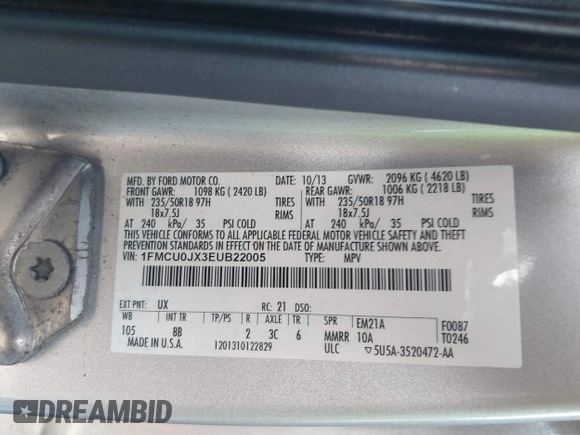 MFD. BY FORD MOTOR CO. DATE: 10/13 GVWR: 2096 KG ( 4620 LB)
FRONT GAWR: 1098 KG ( 2420 LB) REAR GAWR: 1006 KG ( 2218 LB)
WITH 235/50R18 97H TIRES WITH 235/50R18 97H TIRES
18x7.5J RIMS 18x7.5J RIMS
AT 240 kPa/ 35 PSI COLD AT 240 kPa/ 35 PSI COLD
THIS VEHICLE CONFORMS TO ALL APPLICABLE FEDERAL MOTOR VEHICLE SAFETY AND THEFT
PREVENTION STANDARDS IN EFFECT ON THE DATE OF MANUFACTURE SHOWN ABOVE.
VIN: 1FMCU0JX3EUB22005 TYPE: MPV
EXT PNT: UX RC: 21 DSO:
WB INT TR TP/PS R AXLE TR SPR EM21A F0087
105 8B 2 3C 6 MMRR 10A T0246
MADE IN U.S.A. 1201310122829 ULC ▽5U5A-3520472-AA
DREAMBID